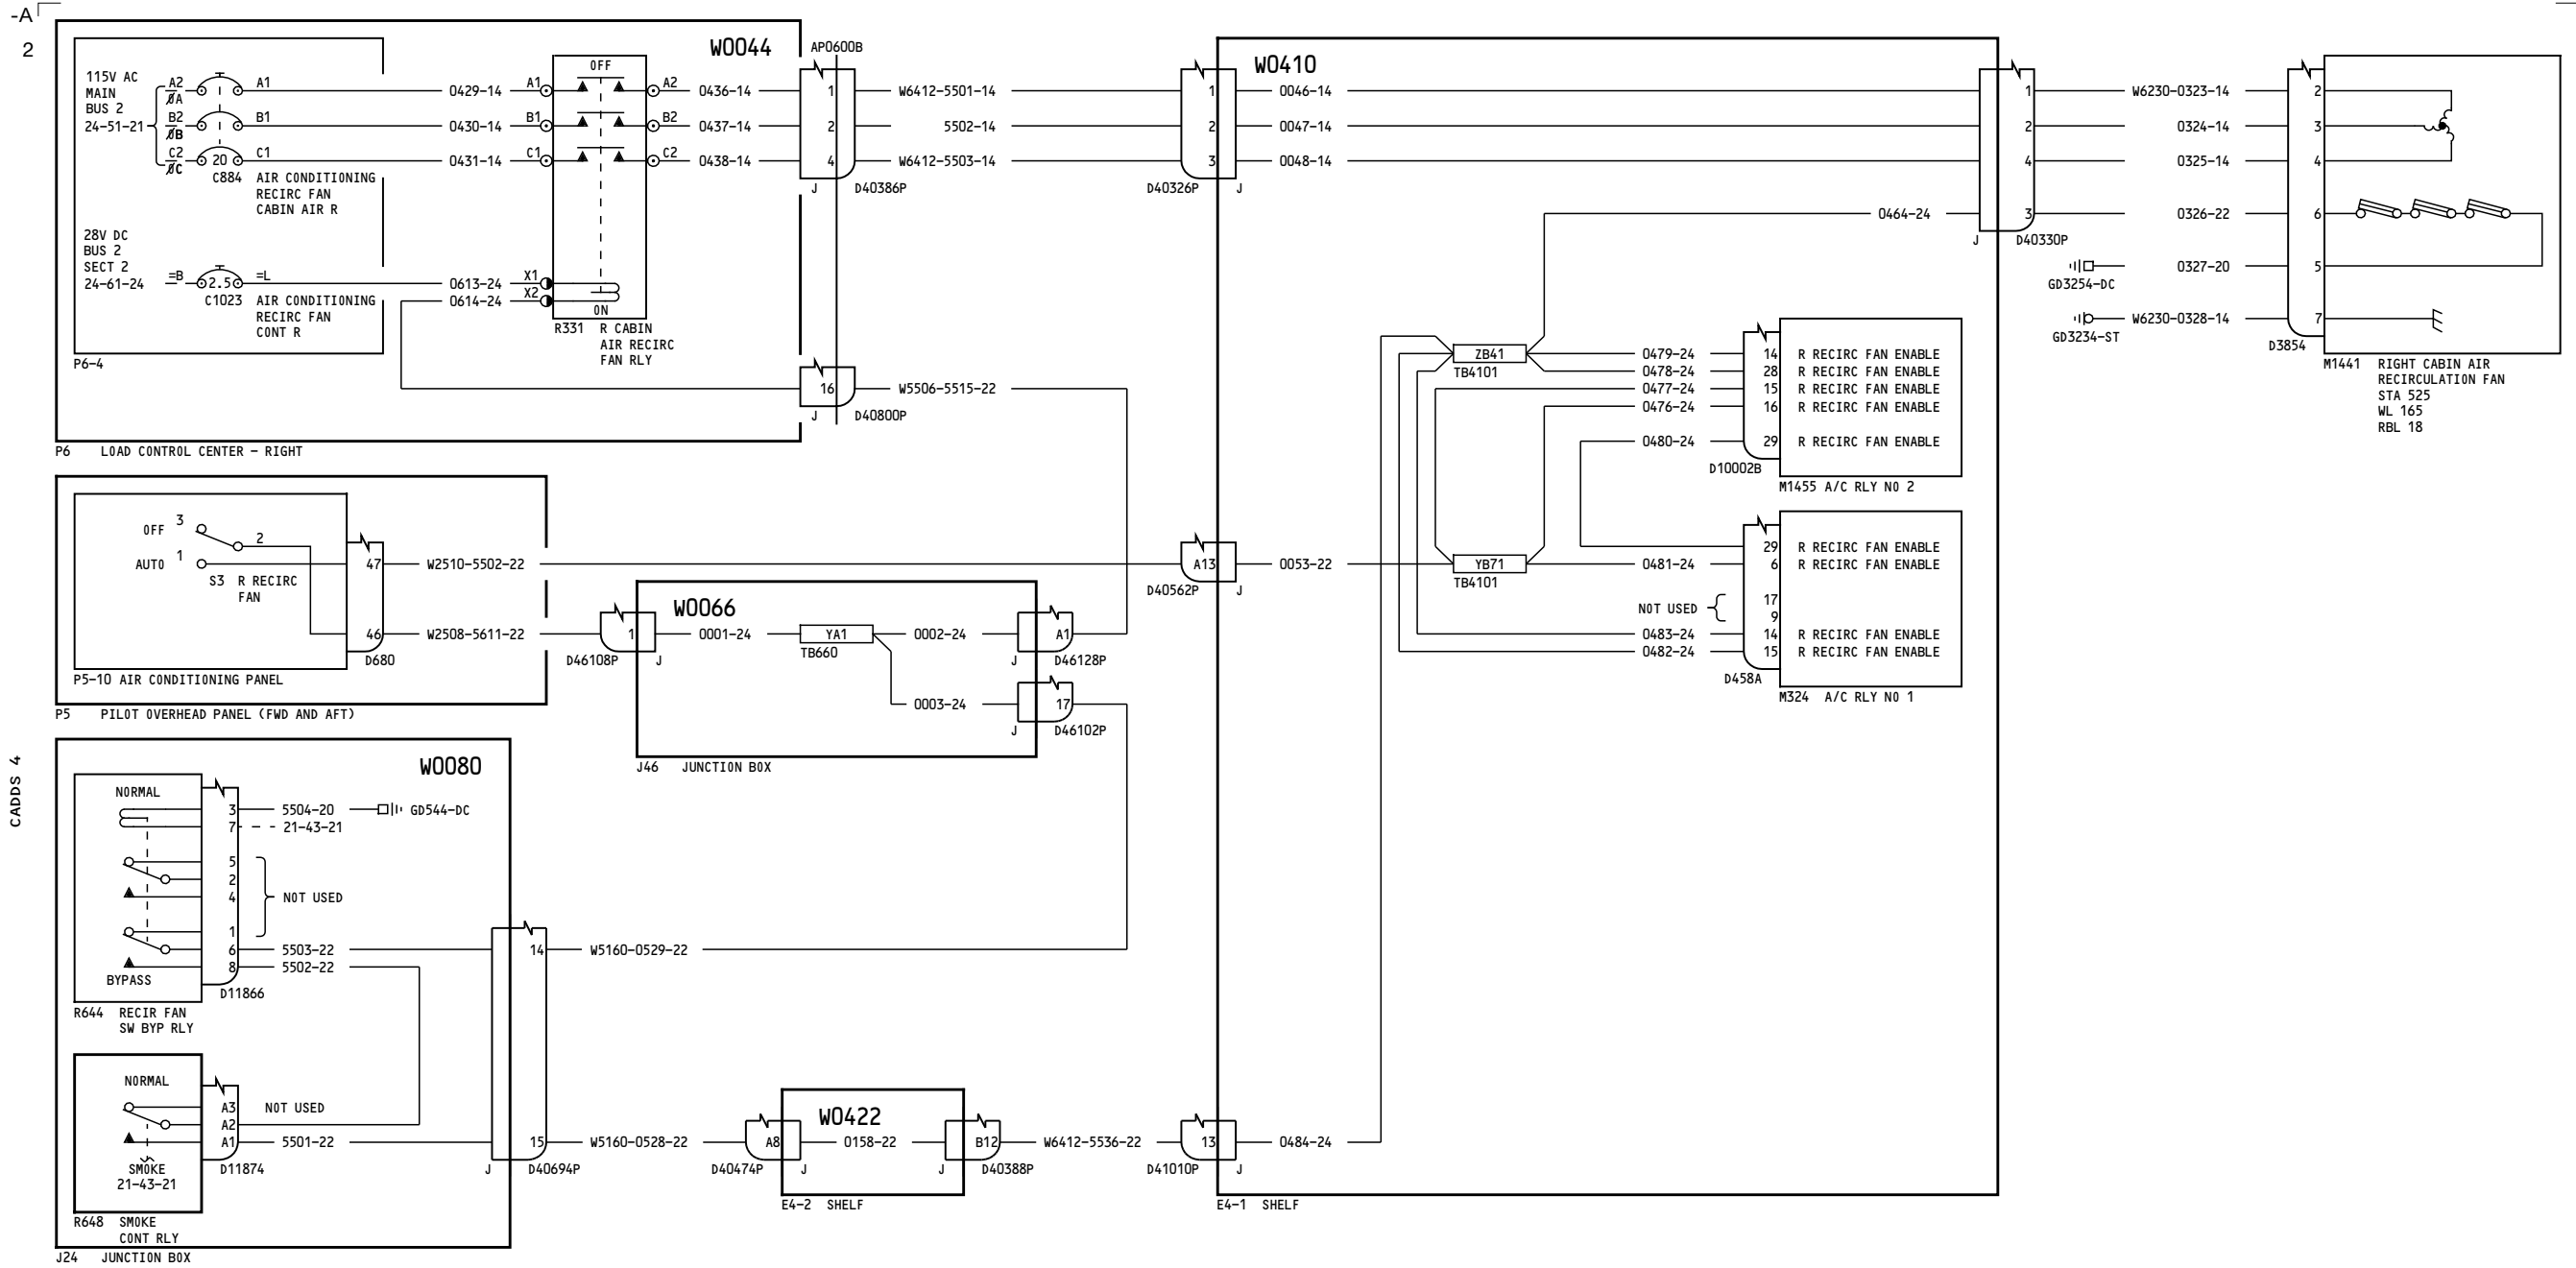 -A
2
CADDS 4
W0044
AP0600B
115V AC
MAIN
BUS 2
24-51-21
A2
ØA
A1
B2
ØB
B1
C2
ØC
20
C1
C884
AIR CONDITIONING
RECIRC FAN
CABIN AIR R
28V DC
BUS 2
SECT 2
24-61-24
=B
2.5
=L
C1023
AIR CONDITIONING
RECIRC FAN
CONT R
P6-4
0429-14
0430-14
0431-14
0613-24
0614-24
A1
B1
C1
X1
X2
OFF
ON
A2
B2
C2
R331
R CABIN
AIR RECIRC
FAN RLY
0436-14
0437-14
0438-14
1
2
4
J
D40386P
16
J
D40800P
P6 LOAD CONTROL CENTER - RIGHT
W6412-5501-14
5502-14
W6412-5503-14
W5506-5515-22
1
2
3
D40326P
J
W0410
0046-14
0047-14
0048-14
0464-24
1
2
4
3
J
D40330P
W6230-0323-14
0324-14
0325-14
0326-22
0327-20
GD3254-DC
W6230-0328-14
GD3234-ST
2
3
4
6
5
7
D3854
M1441
RIGHT CABIN AIR
RECIRCULATION FAN
STA 525
WL 165
RBL 18
ZB41
TB4101
0479-24 14 R RECIRC FAN ENABLE
0478-24 28 R RECIRC FAN ENABLE
0477-24 15 R RECIRC FAN ENABLE
0476-24 16 R RECIRC FAN ENABLE
0480-24 29 R RECIRC FAN ENABLE
D10002B
M1455 A/C RLY NO 2
YB71
TB4101
29 R RECIRC FAN ENABLE
0481-24 6 R RECIRC FAN ENABLE
NOT USED
17
9
0483-24 14 R RECIRC FAN ENABLE
0482-24 15 R RECIRC FAN ENABLE
D458A
M324 A/C RLY NO 1
OFF
3
2
AUTO
1
S3
R RECIRC
FAN
47
46
D680
P5-10 AIR CONDITIONING PANEL
P5 PILOT OVERHEAD PANEL (FWD AND AFT)
W2510-5502-22
W2508-5611-22
A13
D40562P
J
0053-22
1
D46108P
J
W0066
0001-24
YA1
TB660
0002-24
0003-24
A1
J
D46128P
17
J
D46102P
J46 JUNCTION BOX
W0080
NORMAL
3
5504-20
GD544-DC
7
21-43-21
5
2
4
NOT USED
1
6
5503-22
8
5502-22
BYPASS
D11866
R644
RECIR FAN
SW BYP RLY
14
W5160-0529-22
NORMAL
A3
NOT USED
A2
A1
5501-22
SMOKE
21-43-21
D11874
R648
SMOKE
CONT RLY
J24 JUNCTION BOX
15
J
D40694P
W5160-0528-22
A8
D40474P
J
W0422
0158-22
B12
J
D40388P
E4-2 SHELF
W6412-5536-22
13
D41010P
J
0484-24
E4-1 SHELF